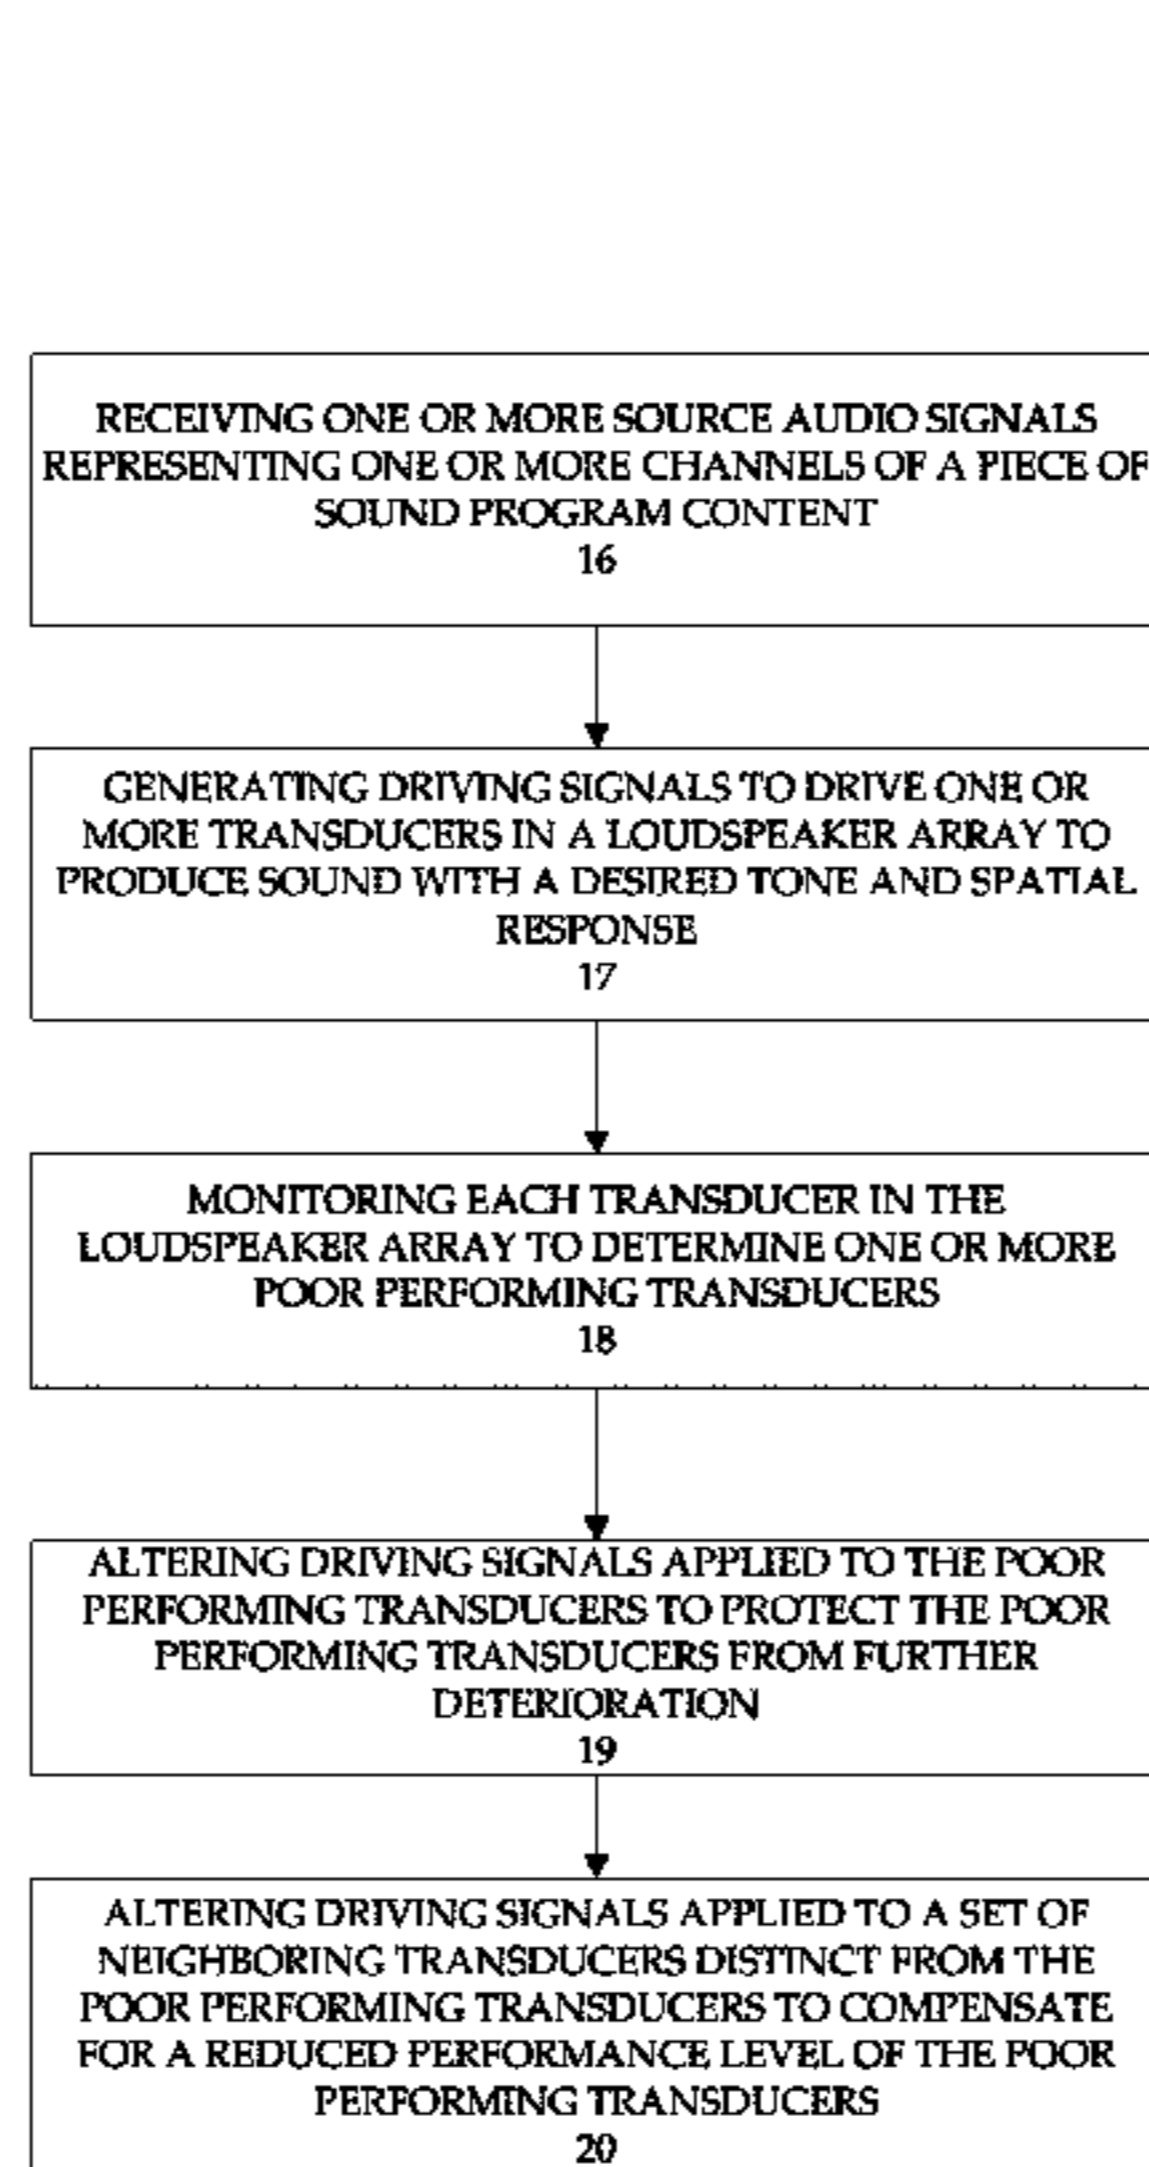 RECEIVING ONE OR MORE SOURCE AUDIO SIGNALS
REPRESENTING ONE OR MORE CHANNELS OF A PIECE OF
SOUND PROGRAM CONTENT
16
GENERATING DRIVING SIGNALS TO DRIVE ONE OR
MORE TRANSDUCERS IN A LOUDSPEAKER ARRAY TO
PRODUCE SOUND WITH A DESIRED TONE AND SPATIAL
RESPONSE
17
MONITORING EACH TRANSDUCER IN THE
LOUDSPEAKER ARRAY TO DETERMINE ONE OR MORE
POOR PERFORMING TRANSDUCERS
18
ALTERING DRIVING SIGNALS APPLIED TO THE POOR
PERFORMING TRANSDUCERS TO PROTECT THE POOR
PERFORMING TRANSDUCERS FROM FURTHER
DETERIORATION
19
ALTERING DRIVING SIGNALS APPLIED TO A SET OF
NEIGHBORING TRANSDUCERS DISTINCT FROM THE
POOR PERFORMING TRANSDUCERS TO COMPENSATE
FOR A REDUCED PERFORMANCE LEVEL OF THE POOR
PERFORMING TRANSDUCERS
20